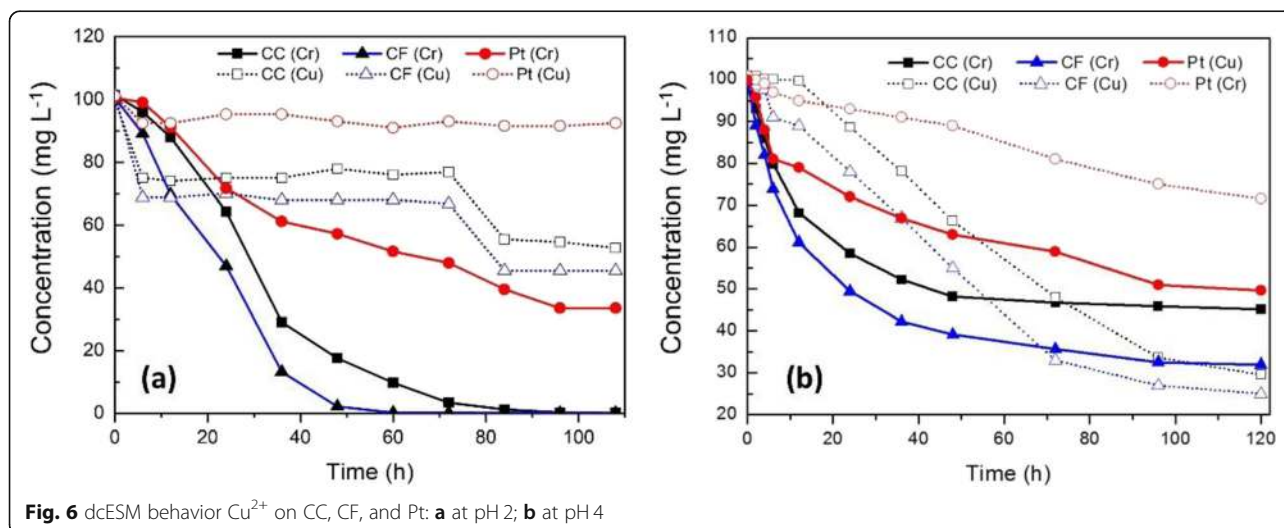 120
100
80
60
40
20
0
Concentration (mg L⁻¹)
CC (Cr) CF (Cr) Pt (Cr)
CC (Cu) CF (Cu) Pt (Cu)
(a)
0 20 40 60 80 100
Time (h)
110
100
90
80
70
60
50
40
30
20
Concentration (mg L⁻¹)
CC (Cr) CF (Cr) Pt (Cu)
CC (Cu) CF (Cu) Pt (Cr)
(b)
0 20 40 60 80 100 120
Time (h)
Fig. 6 dcESM behavior Cu²⁺ on CC, CF, and Pt: a at pH 2; b at pH 4